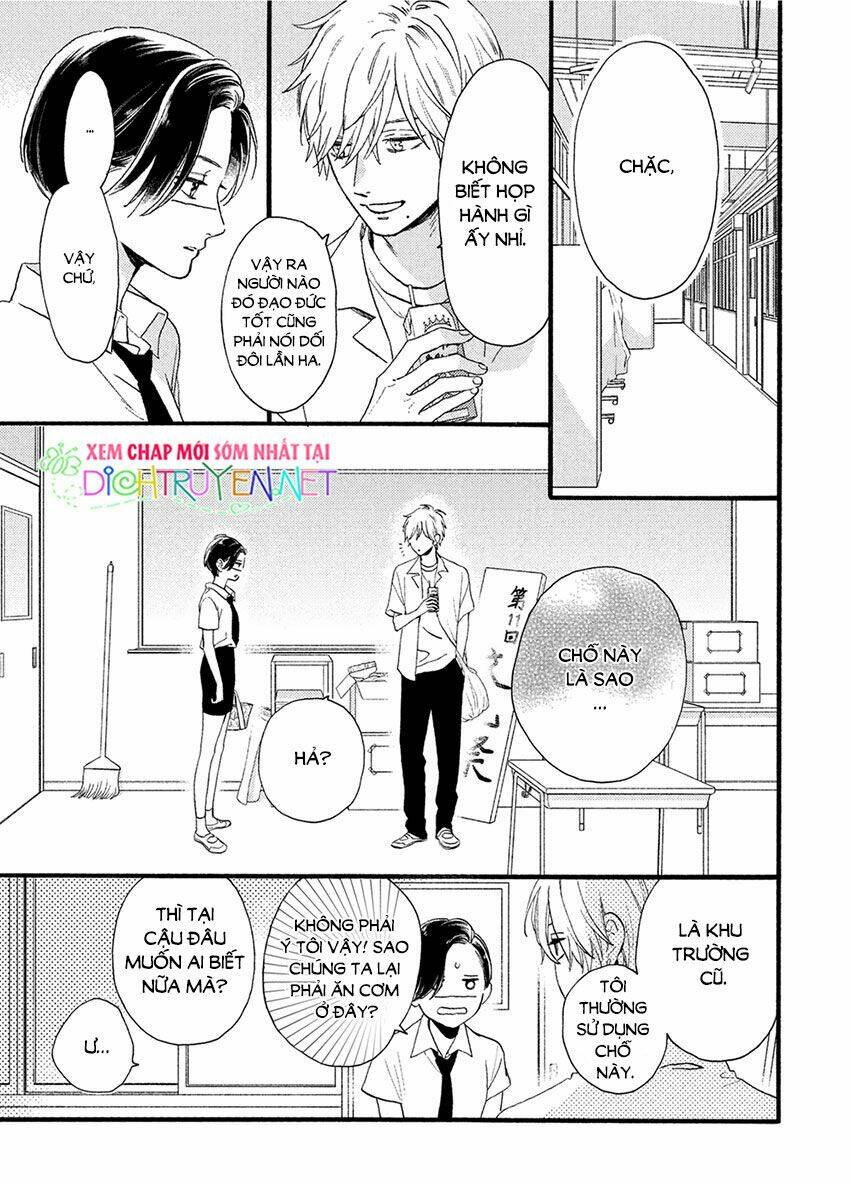 CHẶC,
KHÔNG
BIẾT HỌP
HÀNH GÌ
ẤY NHỈ.
VẬY RA
NGƯỜI NÀO
ĐÓ ĐẠO ĐỨC
TỐT CŨNG
PHẢI NÓI DỐI
ĐÔI LẦN HA.
...
VẬY
CHỨ,
XEM CHAP MỚI SỚM NHẤT TẠI
DICHTRUYEN.NET
第11回
CHỐ NÀY
LÀ SAO
...
HẢ?
LÀ KHU
TRƯỜNG
CŨ.
TÔI
THƯỜNG
SỬ DỤNG
CHỐ NÀY.
KHÔNG PHẢI
Ý TÔI VẬY! SAO
CHÚNG TA LẠI
PHẢI ĂN CƠM
Ở ĐÂY?
THÌ TẠI
CẬU ĐÂU
MUỐN AI BIẾT
NỮA MÀ?
Ư...